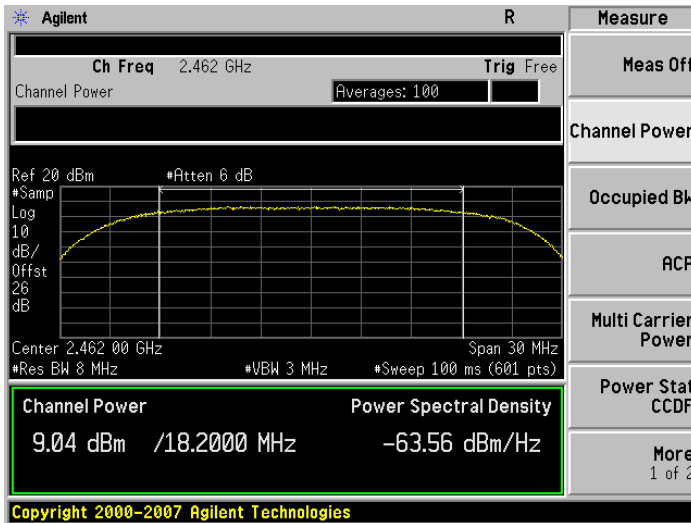 Agilent R Measure
Ch Freq 2.462 GHz Trig Free
Channel Power Averages: 100
Meas Off
Channel Power
Ref 20 dBm #Atten 6 dB
#Samp
Log
10
dB/
Offst
26
dB
Occupied BW
ACP
Multi Carrier
Power
Center 2.462 00 GHz Span 30 MHz
#Res BW 8 MHz #VBW 3 MHz #Sweep 100 ms (601 pts)
Power Stat
CCDF
Channel Power Power Spectral Density
9.04 dBm /18.2000 MHz -63.56 dBm/Hz
More
1 of 2
Copyright 2000-2007 Agilent Technologies